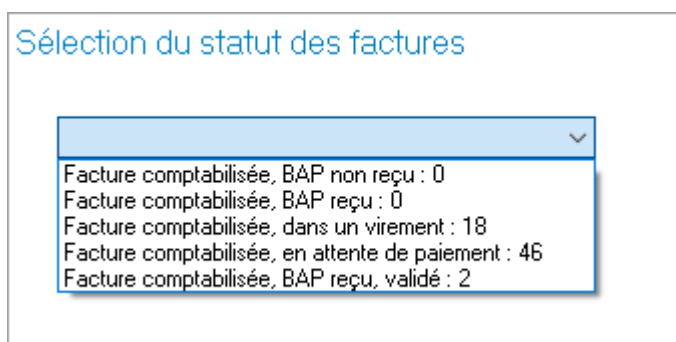 Sélection du statut des factures
Facture comptabilisée, BAP non reçu : 0
Facture comptabilisée, BAP reçu : 0
Facture comptabilisée, dans un virement : 18
Facture comptabilisée, en attente de paiement : 46
Facture comptabilisée, BAP reçu, validé : 2